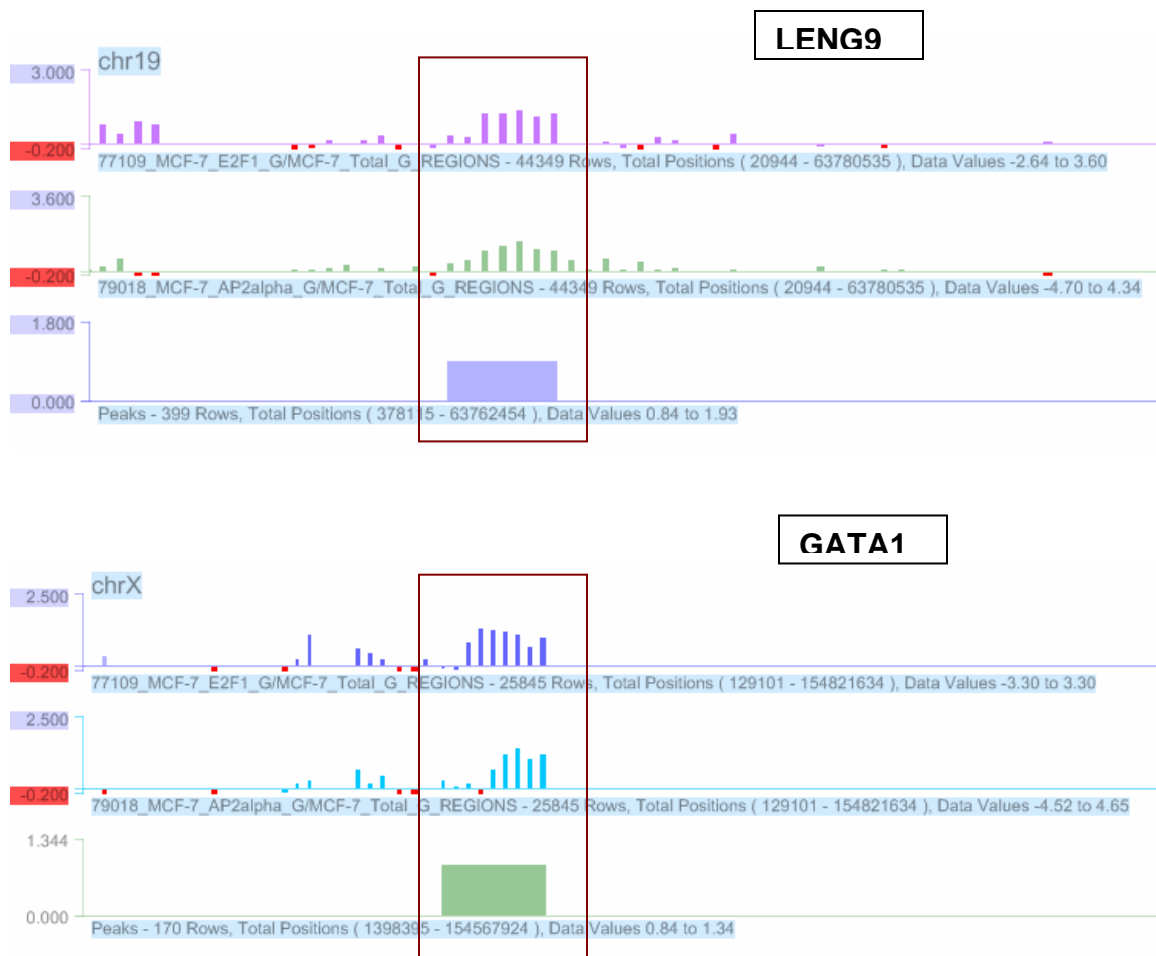 LENG9
chr19
3.000
-0.200
77109_MCF-7_E2F1_G/MCF-7_Total_G_REGIONS - 44349 Rows, Total Positions ( 20944 - 63780535 ), Data Values -2.64 to 3.60
3.600
-0.200
79018_MCF-7_AP2alpha_G/MCF-7_Total_G_REGIONS - 44349 Rows, Total Positions ( 20944 - 63780535 ), Data Values -4.70 to 4.34
1.800
0.000
Peaks - 399 Rows, Total Positions ( 378115 - 63762454 ), Data Values 0.84 to 1.93
GATA1
chrX
2.500
-0.200
77109_MCF-7_E2F1_G/MCF-7_Total_G_REGIONS - 25845 Rows, Total Positions ( 129101 - 154821634 ), Data Values -3.30 to 3.30
2.500
-0.200
79018_MCF-7_AP2alpha_G/MCF-7_Total_G_REGIONS - 25845 Rows, Total Positions ( 129101 - 154821634 ), Data Values -4.52 to 4.65
1.344
0.000
Peaks - 170 Rows, Total Positions ( 1398395 - 154567924 ), Data Values 0.84 to 1.34